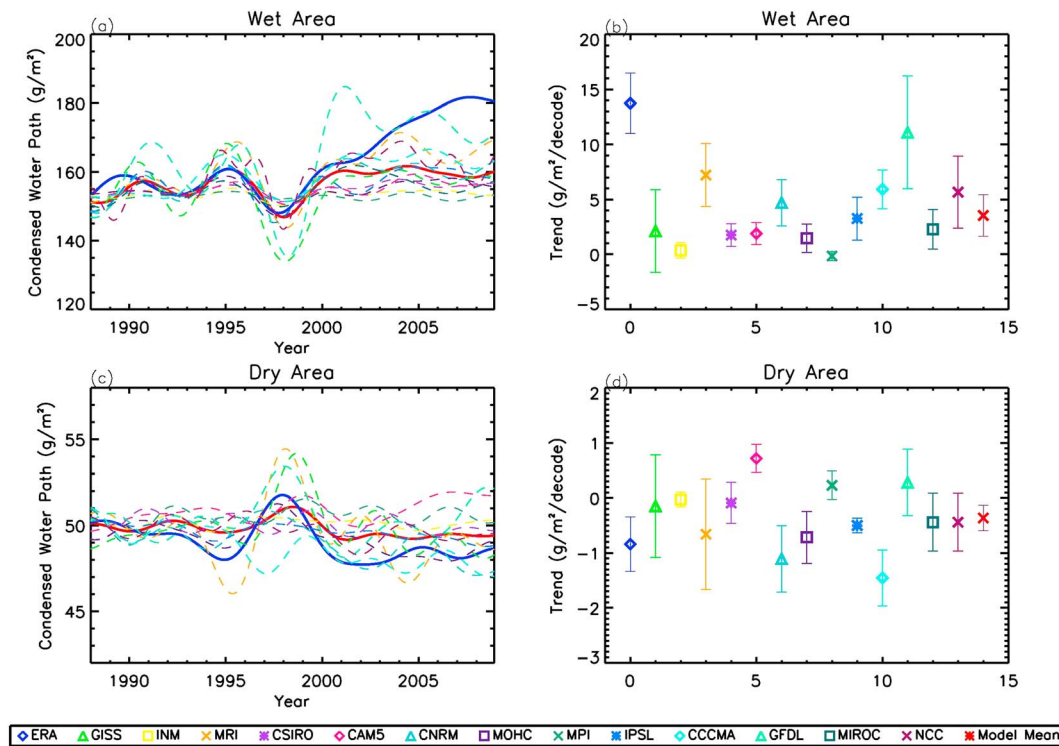 (a) Wet Area
(b) Wet Area
Condensed Water Path (g/m²)
200
180
160
140
120
1990 1995 2000 2005
Year
Trend (g/m²/decade)
20
15
10
5
0
−5
0 5 10 15
(c) Dry Area
(d) Dry Area
Condensed Water Path (g/m²)
55
50
45
1990 1995 2000 2005
Year
Trend (g/m²/decade)
2
1
0
−1
−2
−3
0 5 10 15
ERA GISS INM MRI CSIRO CAM5 CNRM MOHC MPI IPSL CCCMA GFDL MIROC NCC Model Mean